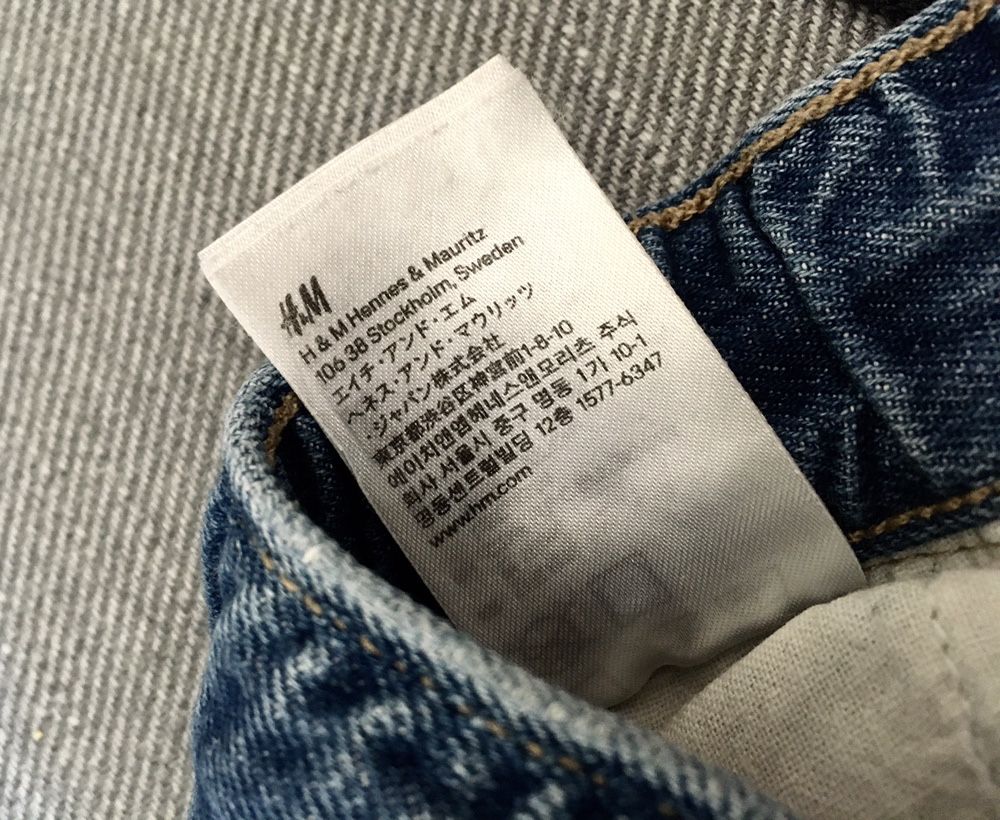 H&M
H & M Hennes & Mauritz
106 38 Stockholm, Sweden
エイチ・アンド・エム
ヘネス・アンド・マウリッツ
・ジャパン株式会社
東京都渋谷区神宮前1-8-10
에이치앤엠헤네스앤모리츠 주식
회사 서울시 중구 명동 1가 10-1
명동센트럴빌딩 12층 1577-6347
www.hm.com